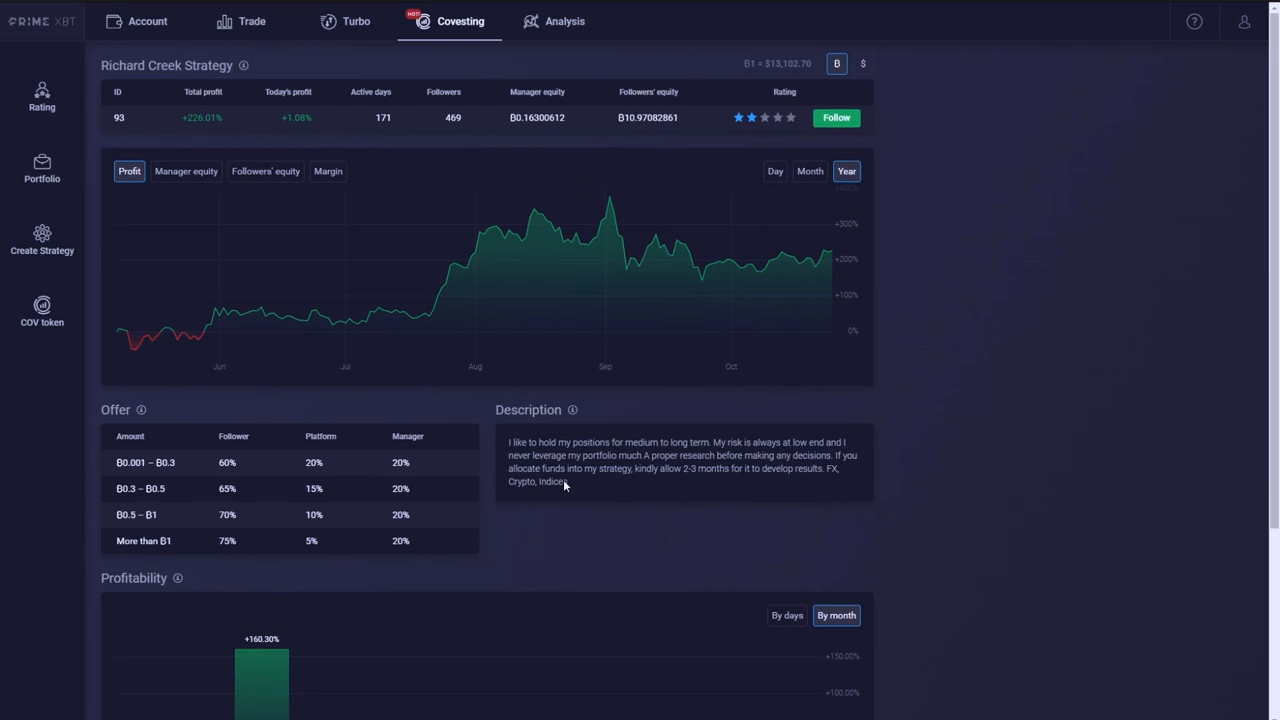 PRIME XBT
Account
Trade
Turbo
HOT!
Covesting
Analysis
Rating
Portfolio
Create Strategy
COV token
Richard Creek Strategy
Ƀ1 = $13,102.70
Ƀ
$
ID Total profit Today's profit Active days Followers Manager equity Followers' equity Rating
93 +226.01% +1.08% 171 469 Ƀ0.16300612 Ƀ10.97082861 Follow
Profit Manager equity Followers' equity Margin Day Month Year
+300%
+200%
+100%
0%
Jun Jul Aug Sep Oct
Offer
Amount Follower Platform Manager
Ƀ0.001 – Ƀ0.3 60% 20% 20%
Ƀ0.3 – Ƀ0.5 65% 15% 20%
Ƀ0.5 – Ƀ1 70% 10% 20%
More than Ƀ1 75% 5% 20%
Description
I like to hold my positions for medium to long term. My risk is always at low end and I
never leverage my portfolio much A proper research before making any decisions. If you
allocate funds into my strategy, kindly allow 2-3 months for it to develop results. FX,
Crypto, Indices
Profitability
By days By month
+160.30%
+150.00%
+100.00%